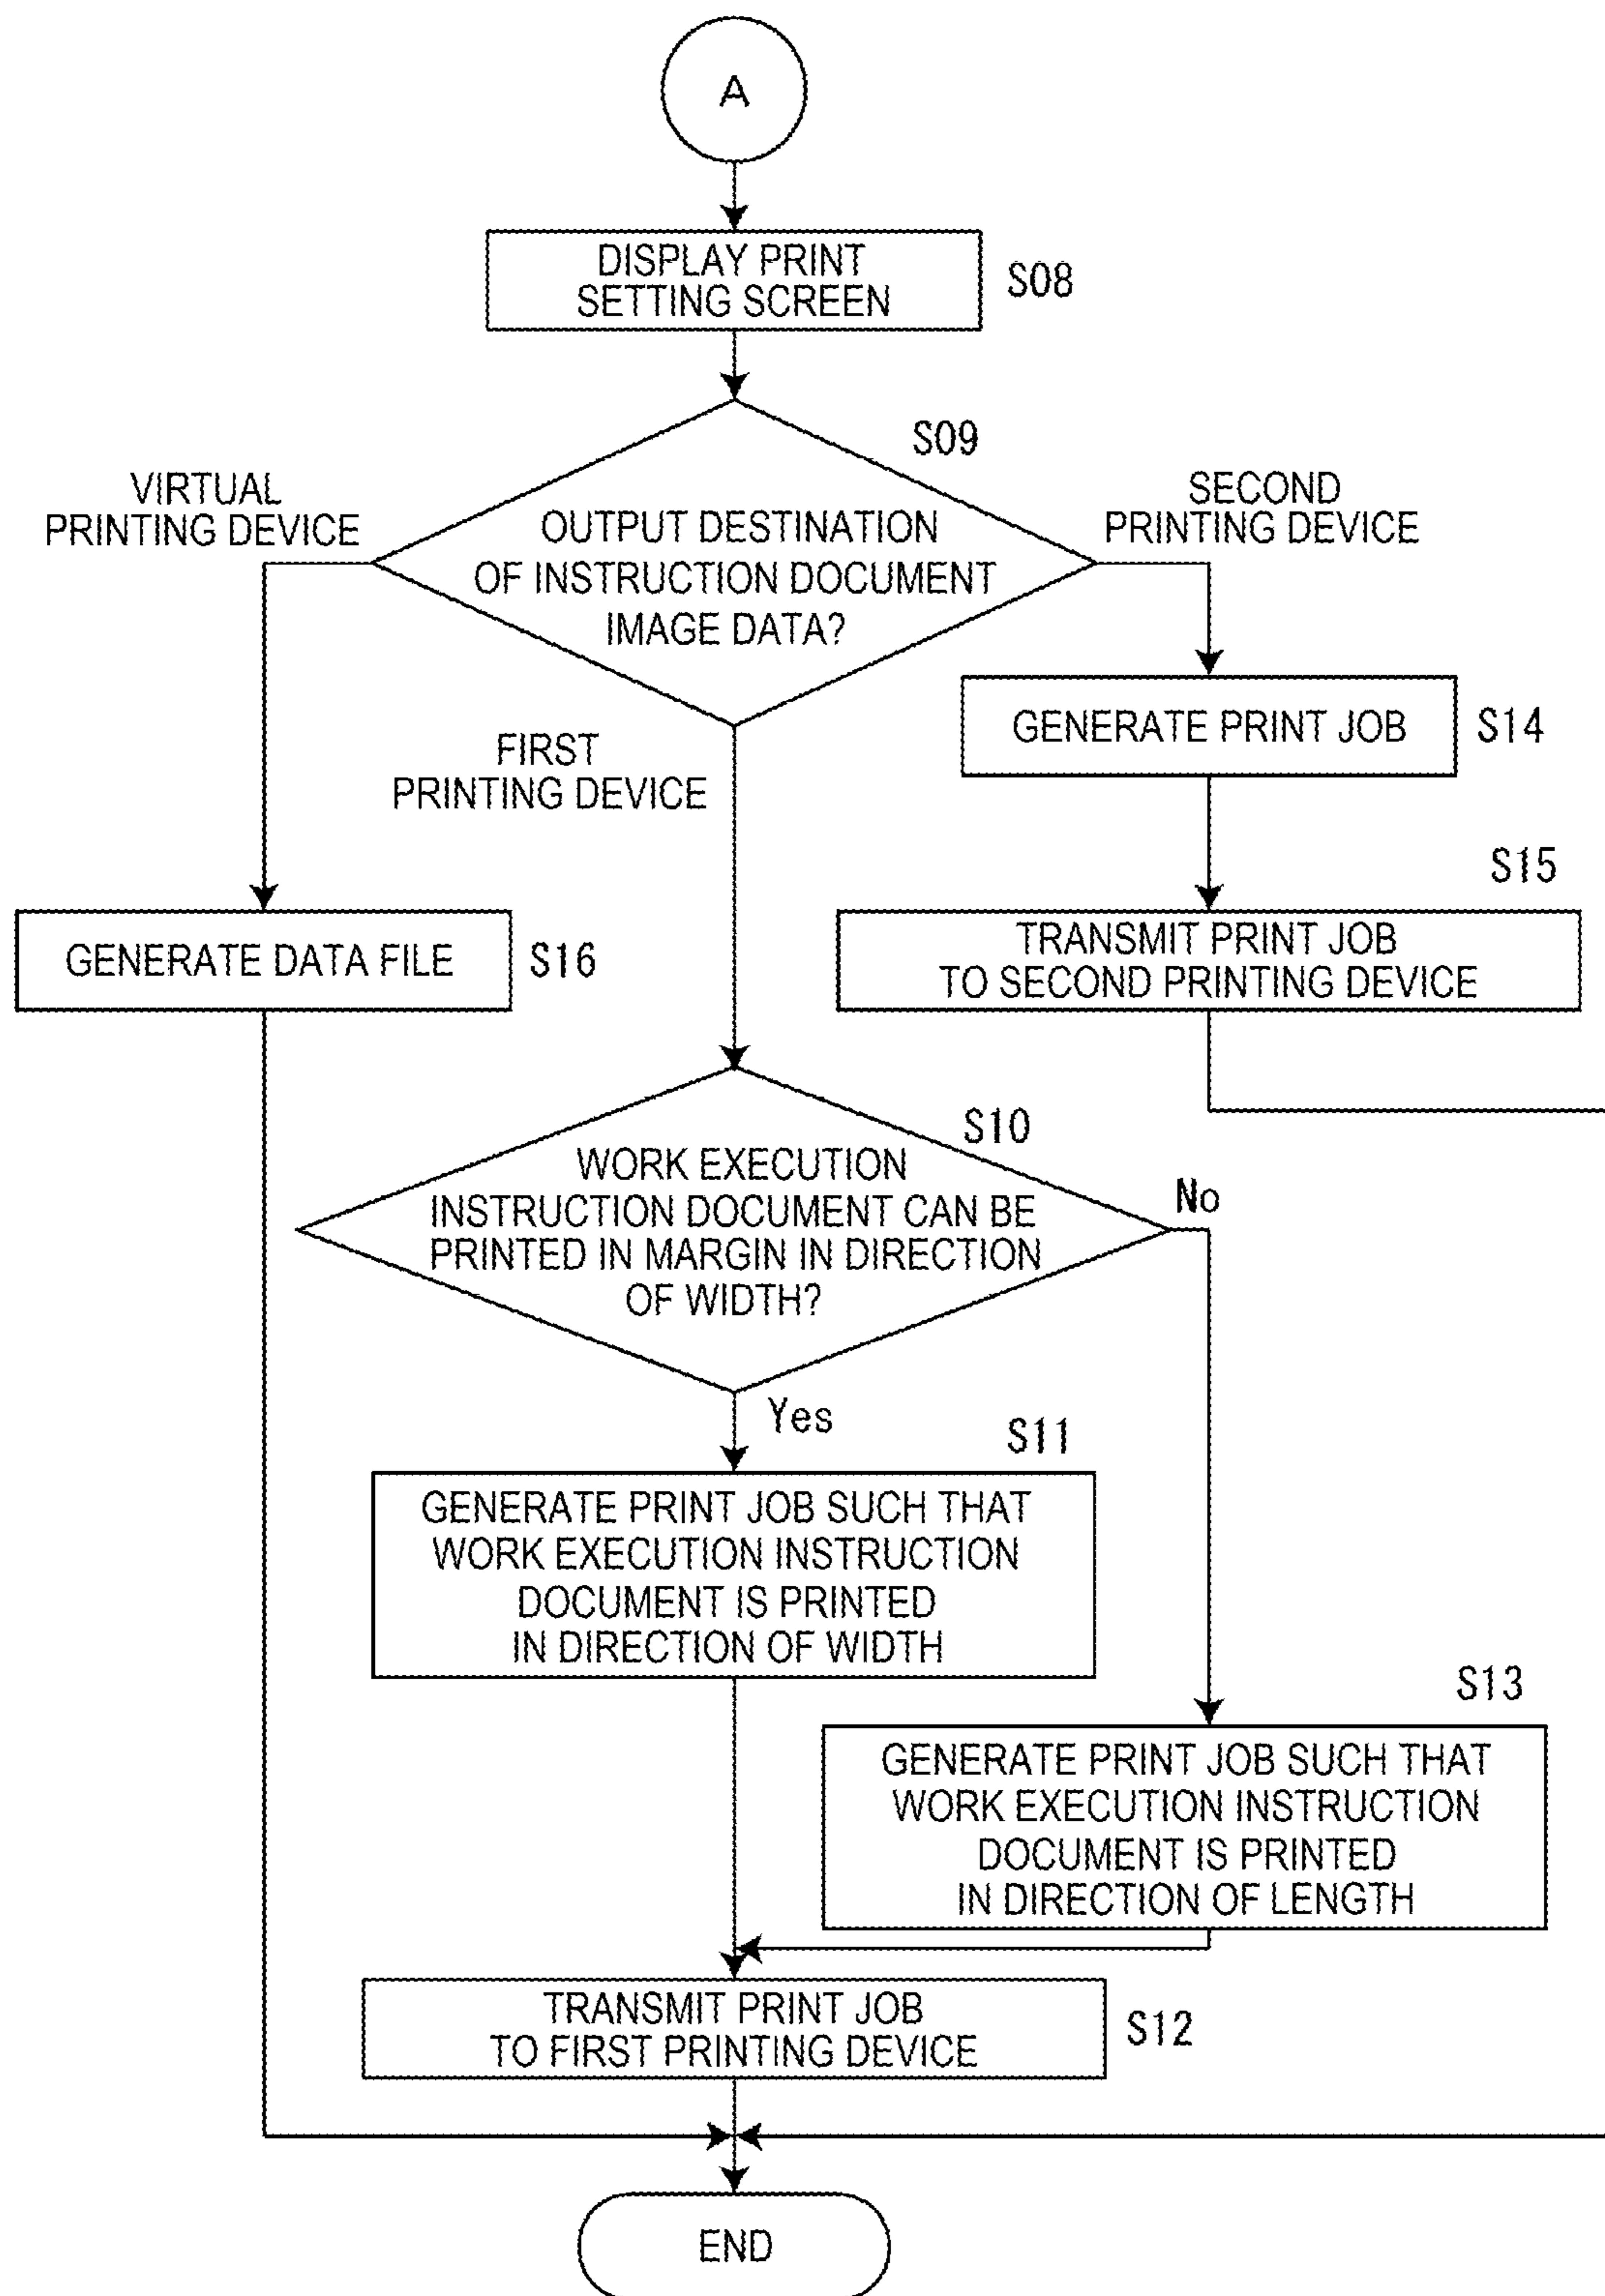 A
DISPLAY PRINT
SETTING SCREEN
S08
S09
VIRTUAL
PRINTING DEVICE
SECOND
PRINTING DEVICE
OUTPUT DESTINATION
OF INSTRUCTION DOCUMENT
IMAGE DATA?
FIRST
PRINTING DEVICE
GENERATE PRINT JOB
S14
S15
GENERATE DATA FILE
S16
TRANSMIT PRINT JOB
TO SECOND PRINTING DEVICE
S10
WORK EXECUTION
INSTRUCTION DOCUMENT CAN BE
PRINTED IN MARGIN IN DIRECTION
OF WIDTH?
No
Yes
S11
GENERATE PRINT JOB SUCH THAT
WORK EXECUTION INSTRUCTION
DOCUMENT IS PRINTED
IN DIRECTION OF WIDTH
S13
GENERATE PRINT JOB SUCH THAT
WORK EXECUTION INSTRUCTION
DOCUMENT IS PRINTED
IN DIRECTION OF LENGTH
TRANSMIT PRINT JOB
TO FIRST PRINTING DEVICE
S12
END